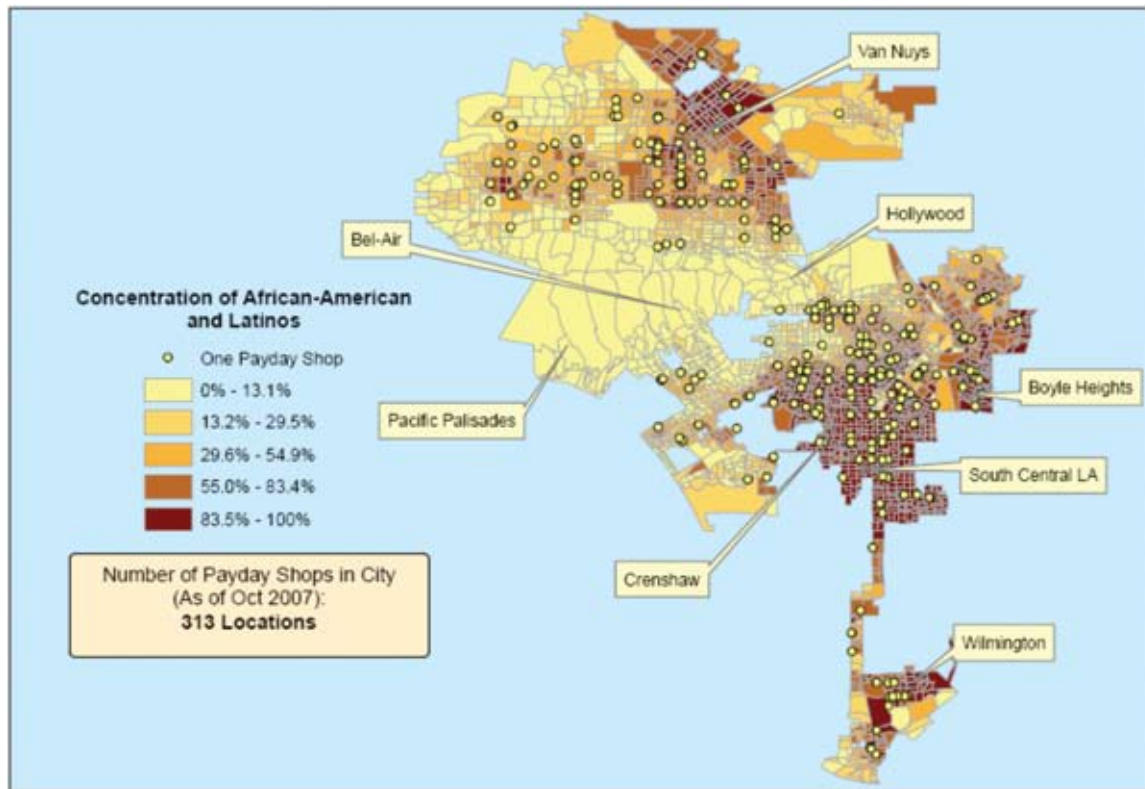 Van Nuys
Hollywood
Bel-Air
Concentration of African-American
and Latinos
One Payday Shop
0% - 13.1%
13.2% - 29.5%
29.6% - 54.9%
55.0% - 83.4%
83.5% - 100%
Pacific Palisades
Boyle Heights
South Central LA
Crenshaw
Number of Payday Shops in City
(As of Oct 2007):
313 Locations
Wilmington